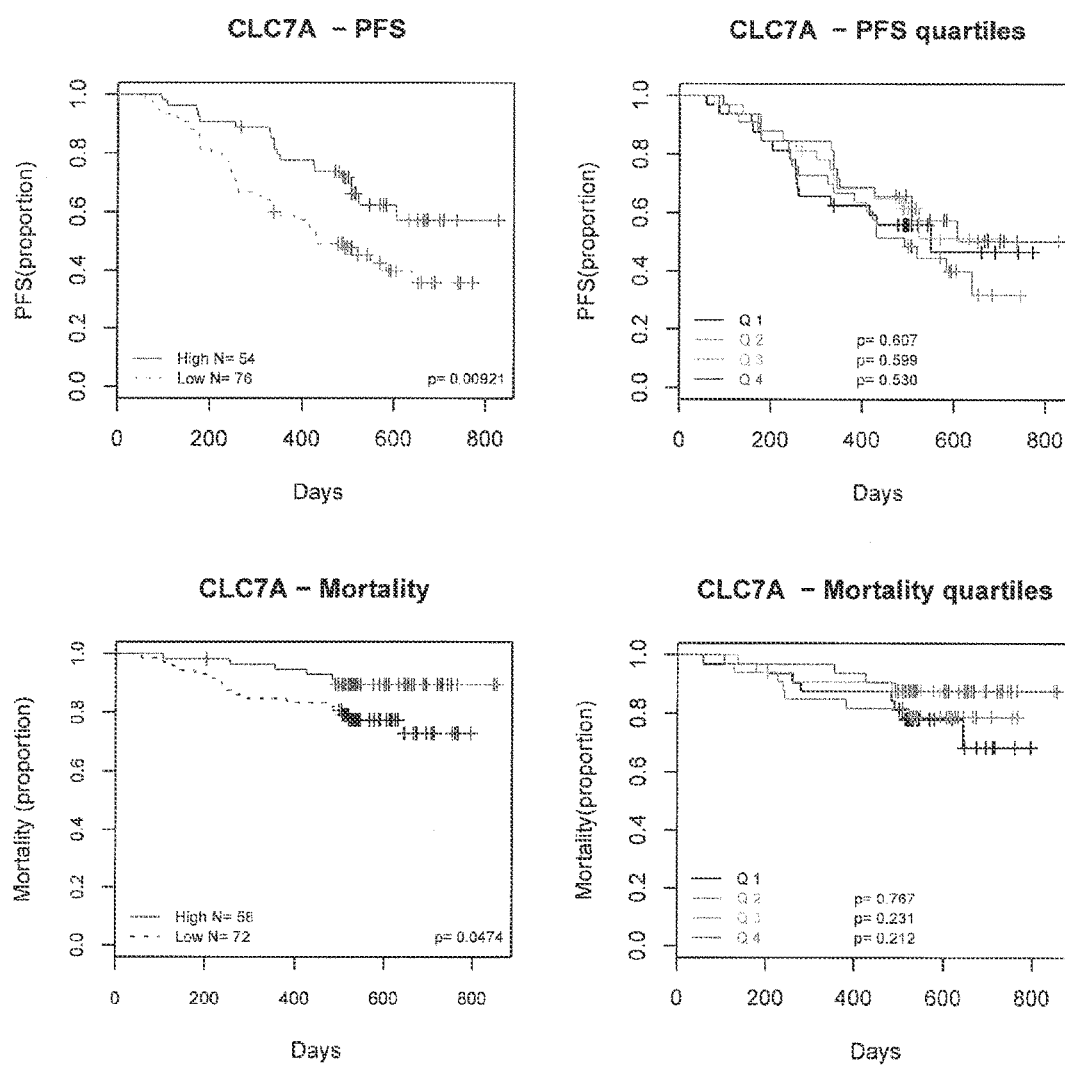 CLC7A – PFS
PFS(proportion)
1.0
0.8
0.6
0.4
0.2
0.0
High N= 54
Low N= 76
p= 0.00921
0 200 400 600 800
Days
CLC7A – PFS quartiles
PFS(proportion)
1.0
0.8
0.6
0.4
0.2
0.0
Q 1
Q 2 p= 0.607
Q 3 p= 0.599
Q 4 p= 0.530
0 200 400 600 800
Days
CLC7A – Mortality
Mortality (proportion)
1.0
0.8
0.6
0.4
0.2
0.0
High N= 58
Low N= 72
p= 0.0474
0 200 400 600 800
Days
CLC7A – Mortality quartiles
Mortality(proportion)
1.0
0.8
0.6
0.4
0.2
0.0
Q 1
Q 2 p= 0.767
Q 3 p= 0.231
Q 4 p= 0.212
0 200 400 600 800
Days